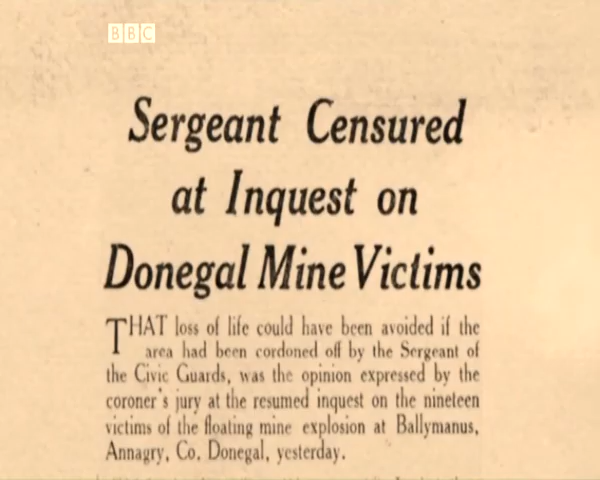 BBC
Sergeant Censured
at Inquest on
Donegal Mine Victims
THAT loss of life could have been avoided if the
area had been cordoned off by the Sergeant of
the Civic Guards, was the opinion expressed by the
coroner's jury at the resumed inquest on the nineteen
victims of the floating mine explosion at Ballymanus,
Annagry, Co. Donegal, yesterday.